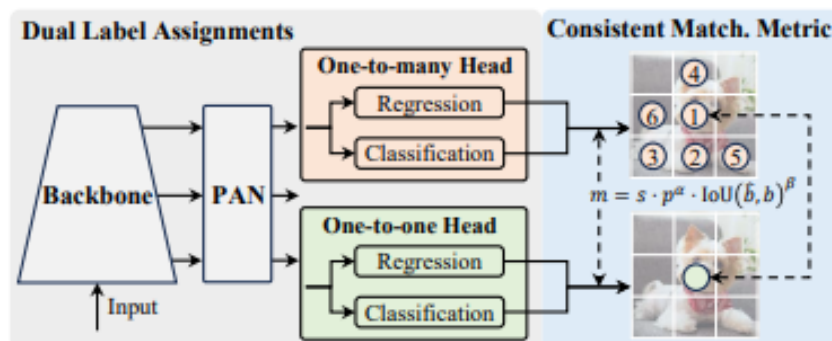 Dual Label Assignments
Consistent Match. Metric
One-to-many Head
Regression
Classification
Backbone
PAN
Input
One-to-one Head
Regression
Classification
4
6 1
3 2 5
m = s · p^α · IoU(b̂, b)^β